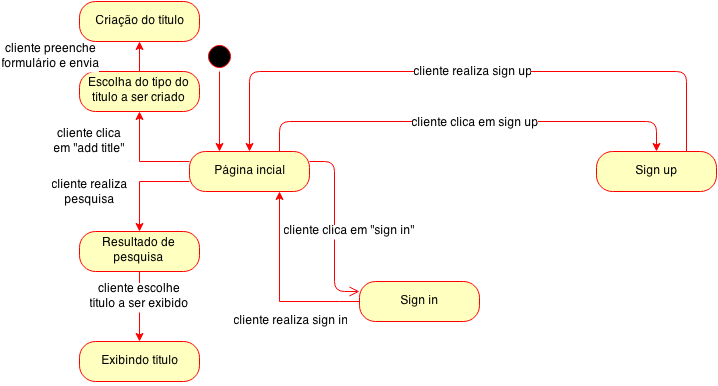 Criação do título
cliente preenche
formulário e envia
Escolha do tipo do
título a ser criado
cliente realiza sign up
cliente clica em sign up
cliente clica
em "add title"
Página incial
Sign up
cliente realiza
pesquisa
cliente clica em "sign in"
Resultado de
pesquisa
cliente escolhe
título a ser exibido
Sign in
cliente realiza sign in
Exibindo título